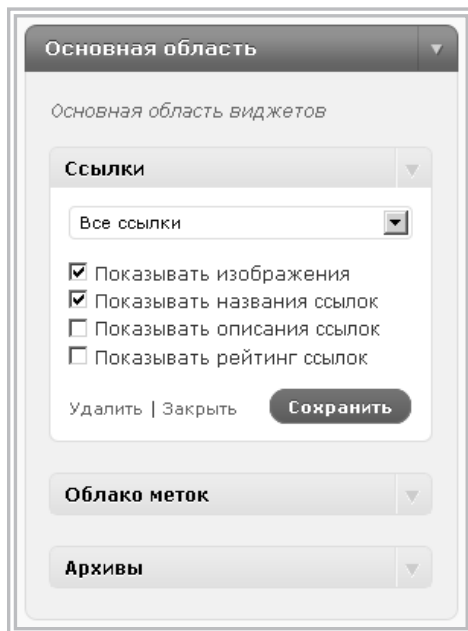 Основная область
Основная область виджетов
Ссылки
Все ссылки
Показывать изображения
Показывать названия ссылок
Показывать описания ссылок
Показывать рейтинг ссылок
Удалить | Закрыть Сохранить
Облако меток
Архивы